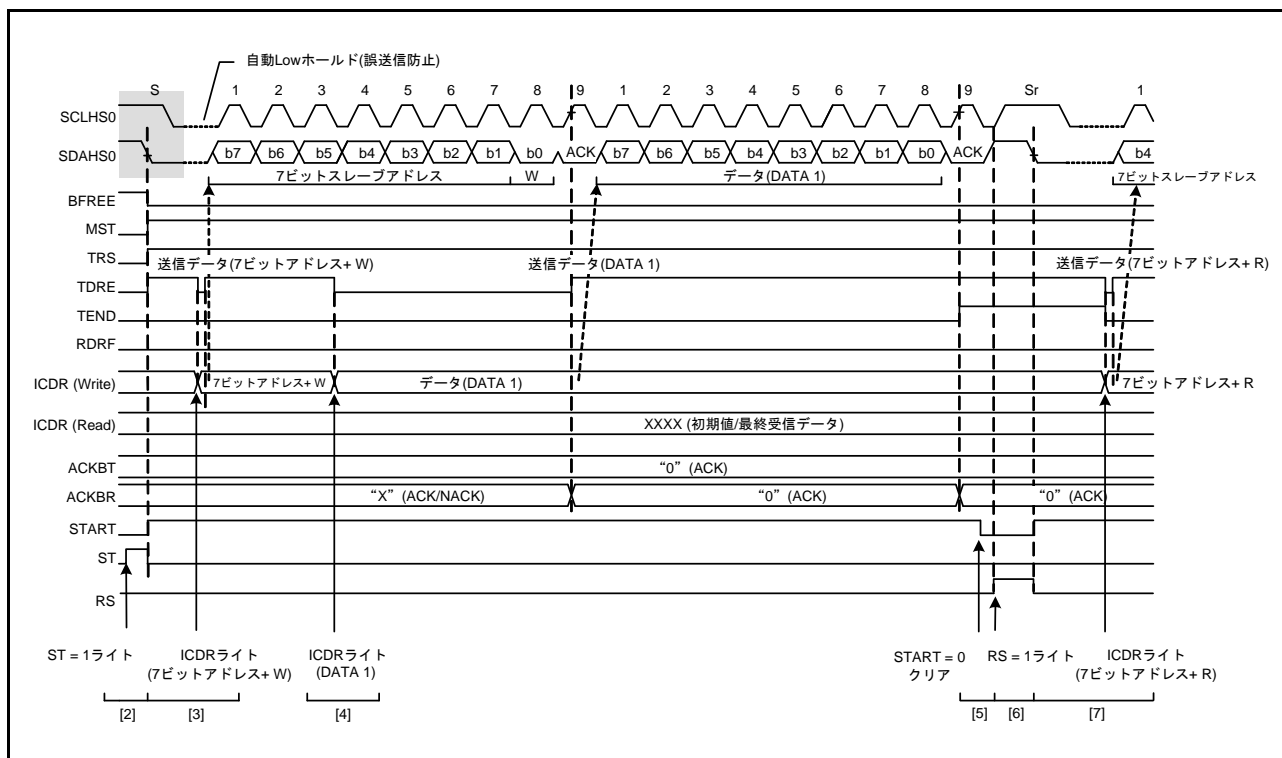 自動Lowホールド(誤送信防止)
S 1 2 3 4 5 6 7 8 9 1 2 3 4 5 6 7 8 9 Sr 1
SCLHS0
SDAHS0 b7 b6 b5 b4 b3 b2 b1 b0 ACK b7 b6 b5 b4 b3 b2 b1 b0 ACK b4
7ビットスレーブアドレス W データ(DATA 1) 7ビットスレーブアドレス
BFREE
MST
TRS
送信データ(7ビットアドレス+ W) 送信データ(DATA 1) 送信データ(7ビットアドレス+ R)
TDRE
TEND
RDRF
ICDR (Write) 7ビットアドレス+ W データ(DATA 1) 7ビットアドレス+ R
ICDR (Read) XXXX (初期値/最終受信データ)
ACKBT “0” (ACK)
ACKBR “X” (ACK/NACK) “0” (ACK) “0” (ACK)
START
ST
RS
ST = 1ライト ICDRライト ICDRライト START = 0 RS = 1ライト ICDRライト
(7ビットアドレス+ W) (DATA 1) クリア (7ビットアドレス+ R)
[2] [3] [4] [5] [6] [7]